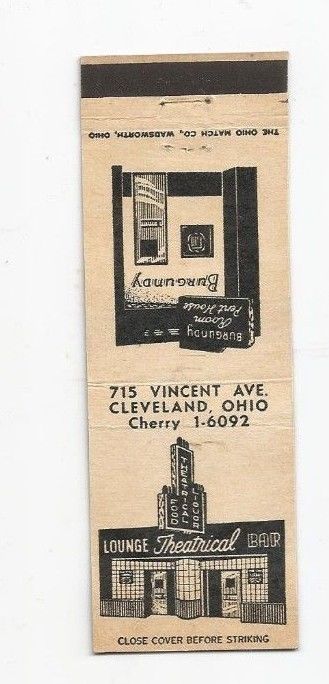 THE OHIO MATCH CO., WADSWORTH, OHIO
Burgundy
BURGUNDY
Room
Port House
715 VINCENT AVE.
CLEVELAND, OHIO
Cherry 1-6092
THEATRICAL
FOOD
LIQUOR
LOUNGE Theatrical BAR
CLOSE COVER BEFORE STRIKING